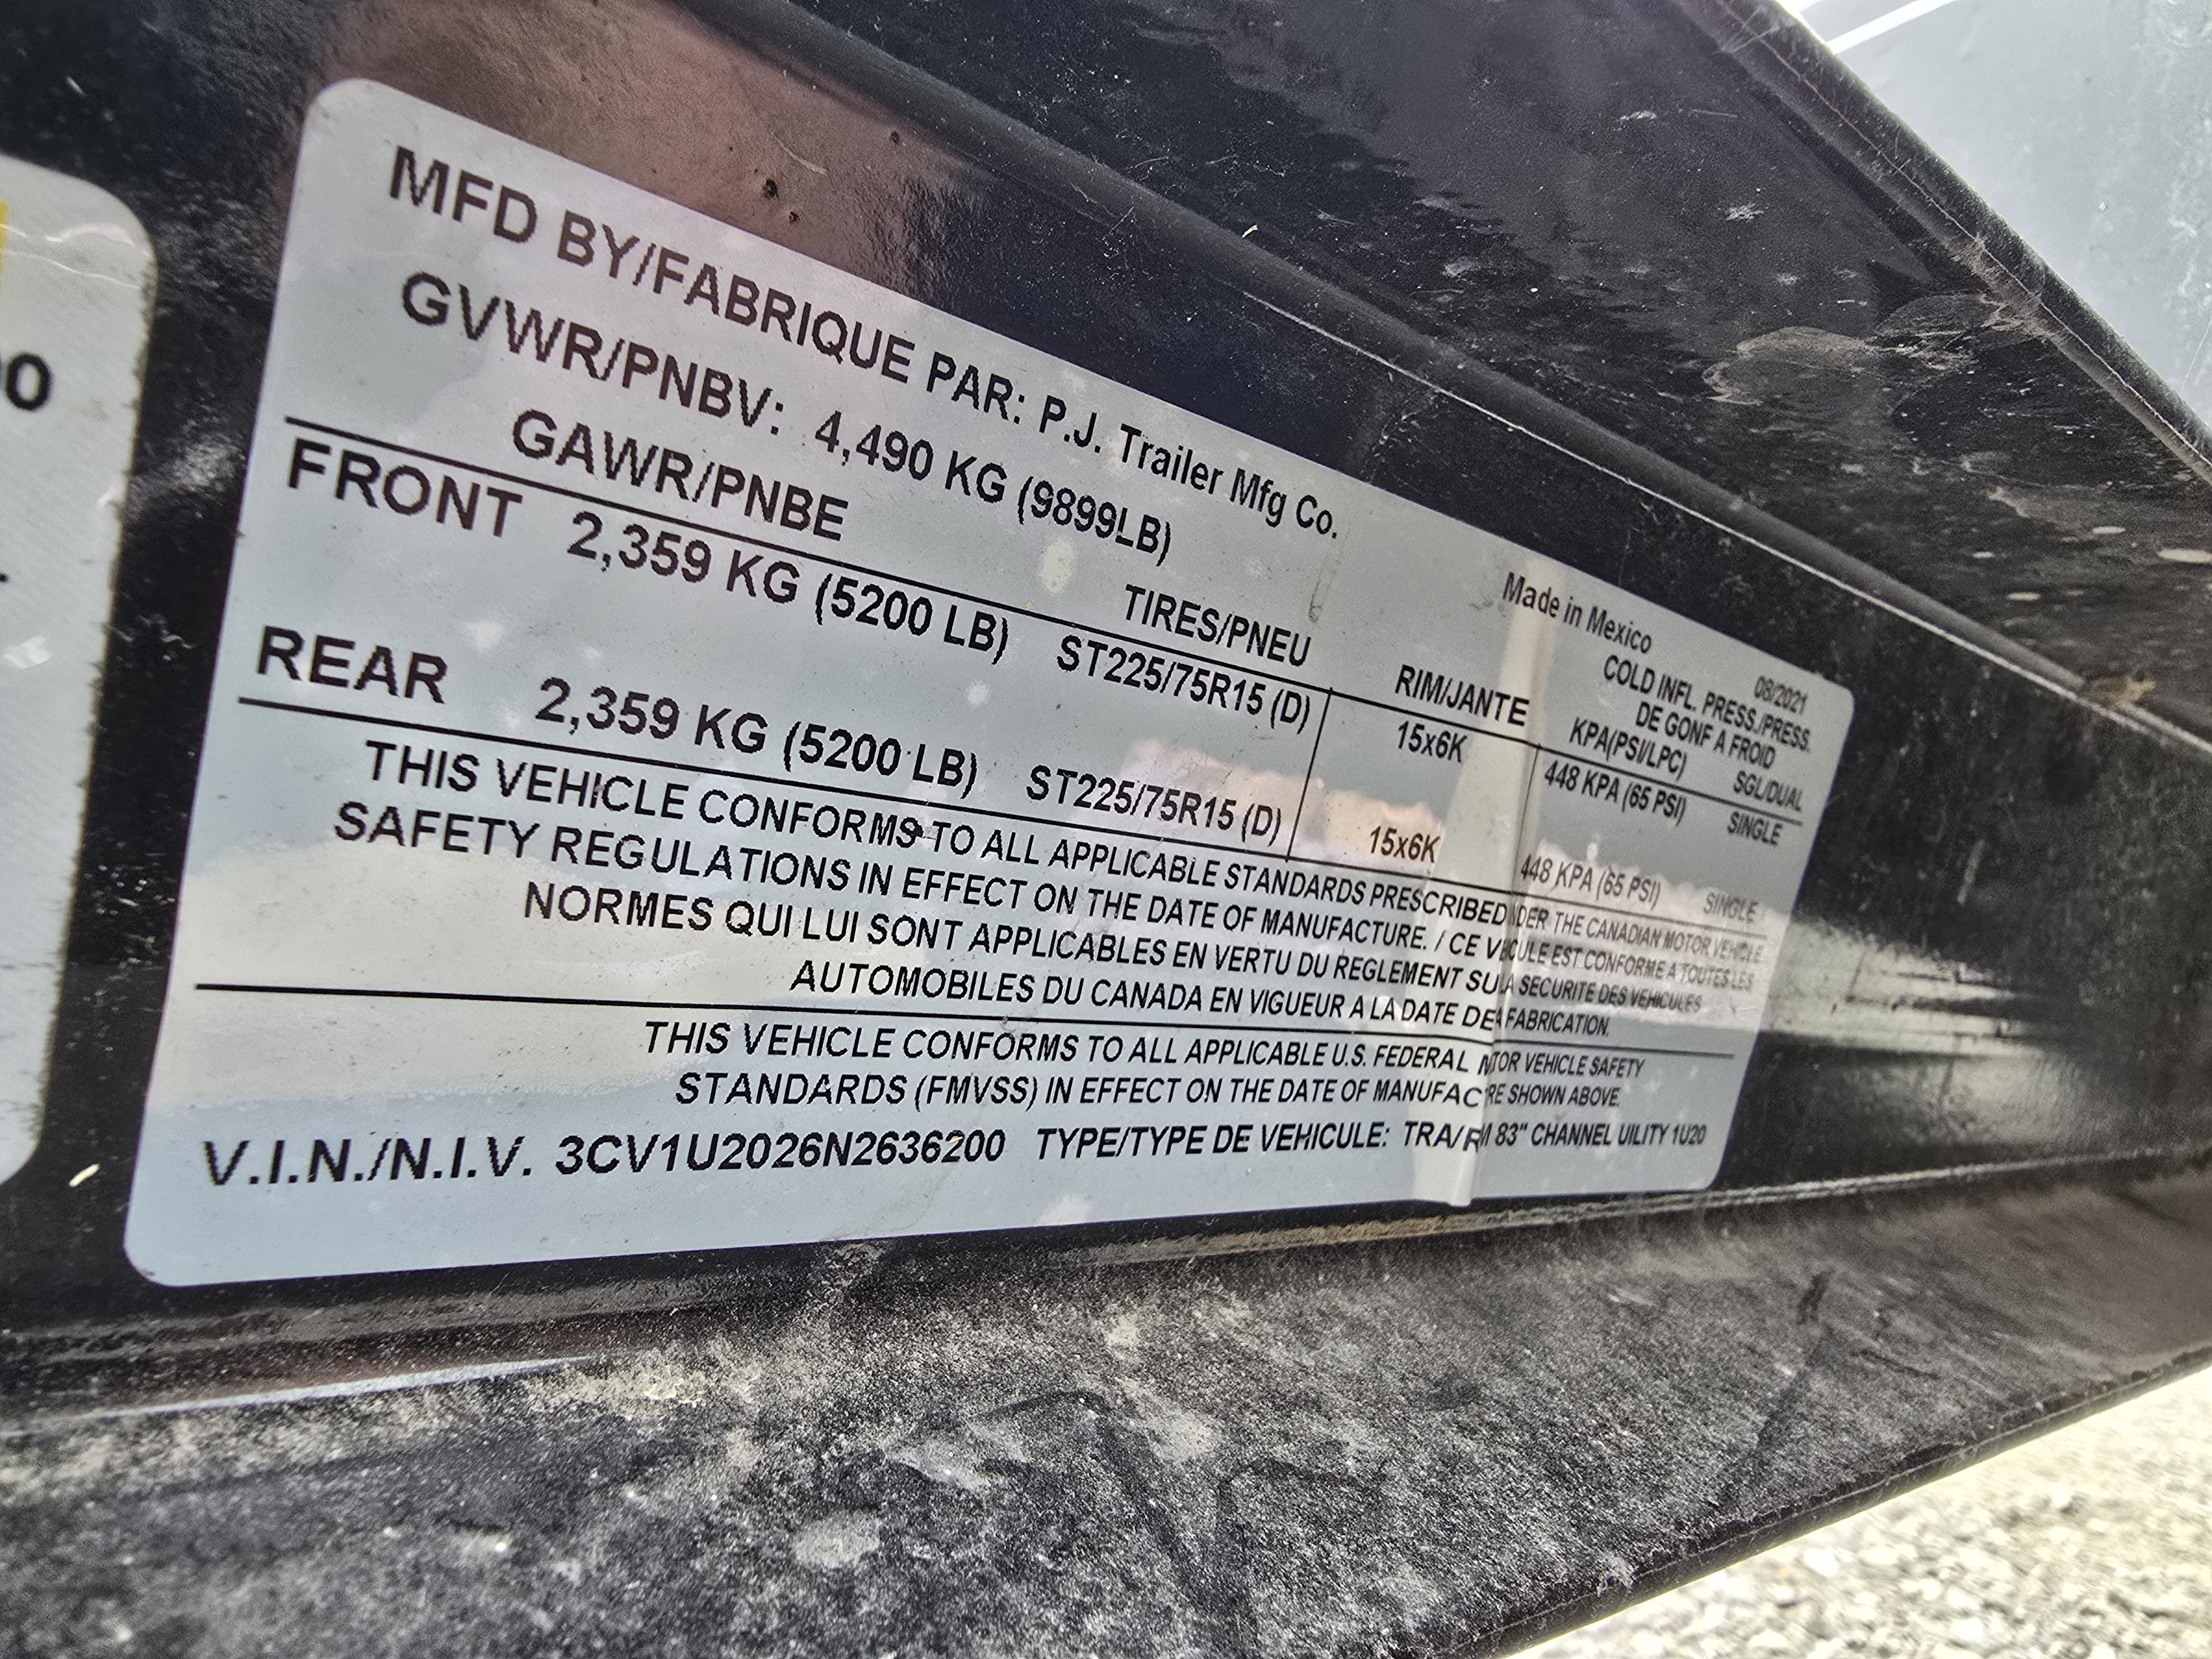 MFD BY/FABRIQUE PAR: P.J. Trailer Mfg Co.
GVWR/PNBV: 4,490 KG (9899LB)
Made in Mexico
08/2021
GAWR/PNBE TIRES/PNEU RIM/JANTE COLD INFL. PRESS./PRESS.
DE GONF A FROID
KPA(PSI/LPC) SGL/DUAL
FRONT 2,359 KG (5200 LB) ST225/75R15 (D) 15x6K 448 KPA (65 PSI) SINGLE
REAR 2,359 KG (5200 LB) ST225/75R15 (D) 15x6K 448 KPA (65 PSI) SINGLE
THIS VEHICLE CONFORMS TO ALL APPLICABLE STANDARDS PRESCRIBED DER THE CANADIAN MOTOR VEHICLE
SAFETY REGULATIONS IN EFFECT ON THE DATE OF MANUFACTURE. / CE VICULE EST CONFORME A TOUTES LES
NORMES QUI LUI SONT APPLICABLES EN VERTU DU REGLEMENT SU A SECURITE DES VEHICULES
AUTOMOBILES DU CANADA EN VIGUEUR A LA DATE DE FABRICATION.
THIS VEHICLE CONFORMS TO ALL APPLICABLE U.S. FEDERAL MTOR VEHICLE SAFETY
STANDARDS (FMVSS) IN EFFECT ON THE DATE OF MANUFAC RE SHOWN ABOVE.
V.I.N./N.I.V. 3CV1U2026N2636200 TYPE/TYPE DE VEHICULE: TRA/R 83" CHANNEL UILITY 1U20